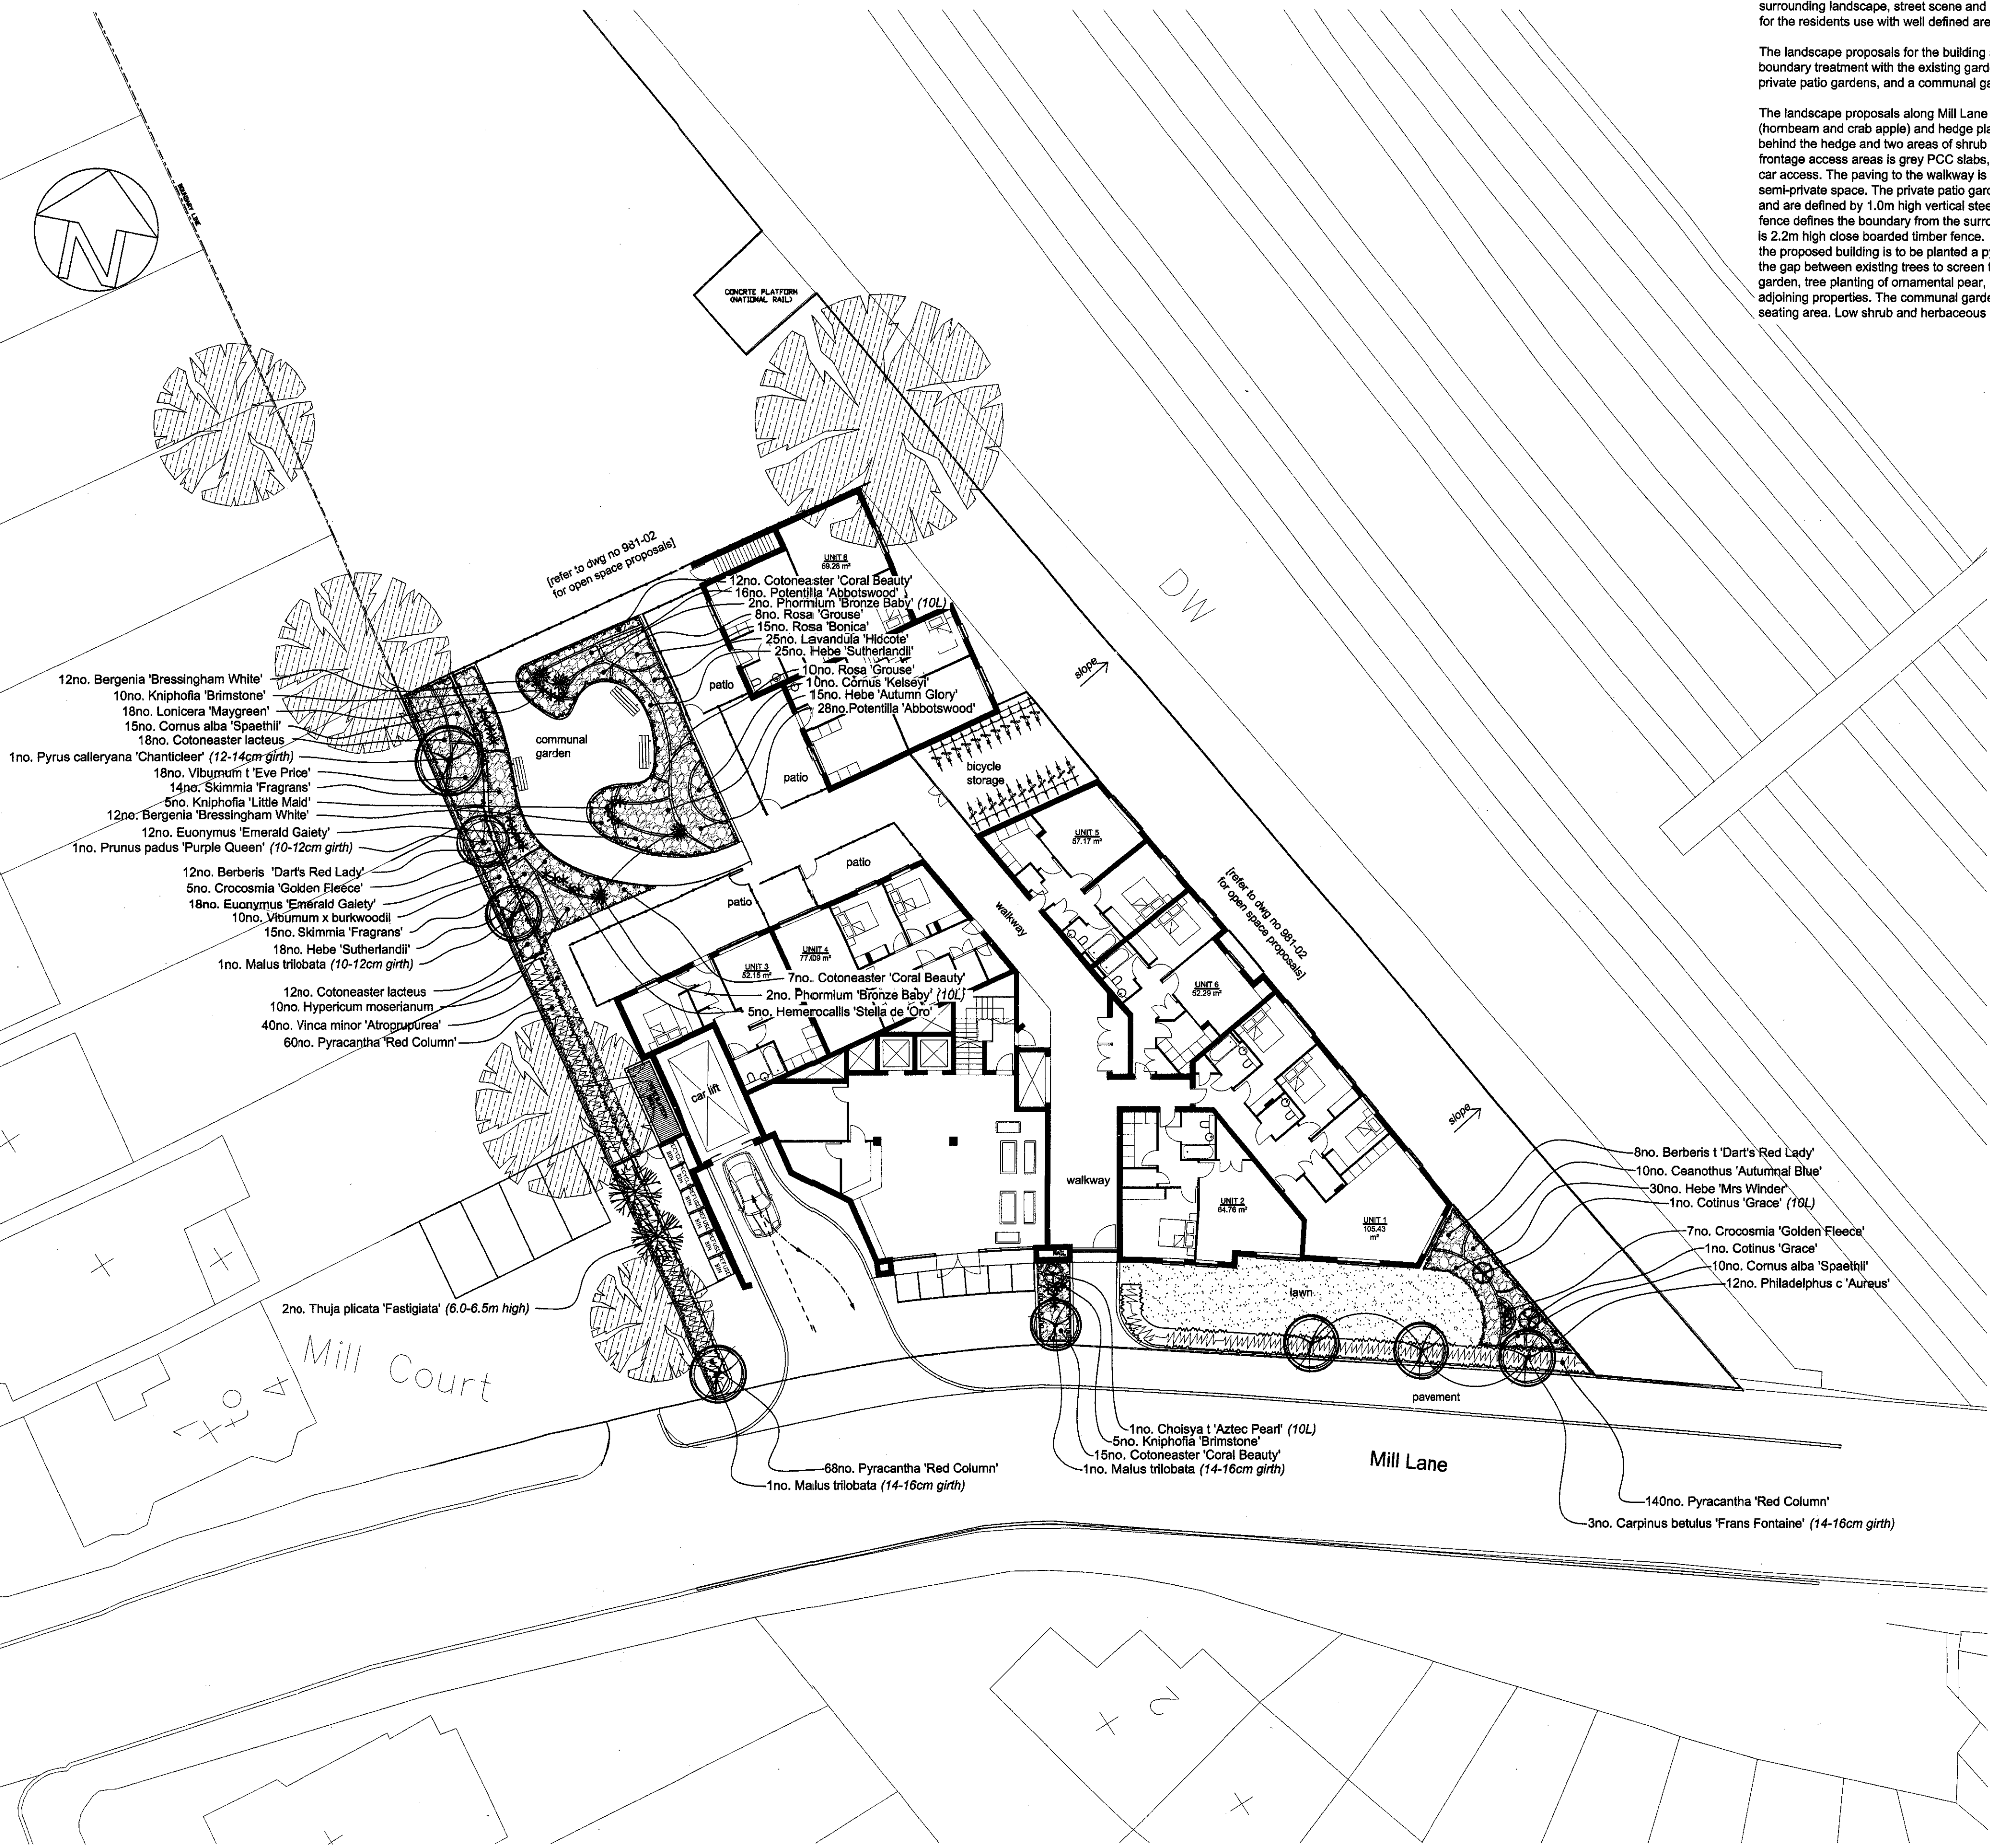 surrounding landscape, street scene and
for the residents use with well defined are
The landscape proposals for the building
boundary treatment with the existing gard
private patio gardens, and a communal ga
The landscape proposals along Mill Lane
(hornbeam and crab apple) and hedge pla
behind the hedge and two areas of shrub
frontage access areas is grey PCC slabs,
car access. The paving to the walkway is
semi-private space. The private patio gard
and are defined by 1.0m high vertical stee
fence defines the boundary from the surro
is 2.2m high close boarded timber fence.
the proposed building is to be planted a p
the gap between existing trees to screen t
garden, tree planting of ornamental pear,
adjoining properties. The communal garde
seating area. Low shrub and herbaceous
BOUNDARY LINE
N
CONCRTE PLATFORM
(NATIONAL RAIL)
[refer to dwg no 981-02
for open space proposals]
UNIT 8
69.28 m²
DW
slope
12no. Cotoneaster 'Coral Beauty'
16no. Potentilla 'Abbotswood'
2no. Phormium 'Bronze Baby' (10L)
8no. Rosa 'Grouse'
15no. Rosa 'Bonica'
25no. Lavandula 'Hidcote'
25no. Hebe 'Sutherlandii'
10no. Rosa 'Grouse'
10no. Cornus 'Kelseyi'
15no. Hebe 'Autumn Glory'
28no.Potentilla 'Abbotswood'
12no. Bergenia 'Bressingham White'
10no. Kniphofia 'Brimstone'
18no. Lonicera 'Maygreen'
15no. Cornus alba 'Spaethii'
18no. Cotoneaster lacteus
1no. Pyrus calleryana 'Chanticleer' (12-14cm girth)
18no. Viburnum t 'Eve Price'
14no. Skimmia 'Fragrans'
5no. Kniphofia 'Little Maid'
12no. Bergenia 'Bressingham White'
12no. Euonymus 'Emerald Gaiety'
1no. Prunus padus 'Purple Queen' (10-12cm girth)
12no. Berberis 'Dart's Red Lady'
5no. Crocosmia 'Golden Fleece'
18no. Euonymus 'Emerald Gaiety'
10no. Viburnum x burkwoodii
15no. Skimmia 'Fragrans'
18no. Hebe 'Sutherlandii'
1no. Malus trilobata (10-12cm girth)
12no. Cotoneaster lacteus
10no. Hypericum moserianum
40no. Vinca minor 'Atropupurea'
60no. Pyracantha 'Red Column'
communal
garden
patio
patio
patio
patio
bicycle
storage
UNIT 5
57.17 m²
walkway
[refer to dwg no 981-02
for open space proposals]
UNIT 4
77.009 m²
UNIT 3
52.15 m²
7no. Cotoneaster 'Coral Beauty'
2no. Phormium 'Bronze Baby' (10L)
5no. Hemerocallis 'Stella de 'Oro'
UNIT 6
52.29 m²
car lift
slope
walkway
UNIT 2
64.76 m²
UNIT 1
105.43
m²
8no. Berberis t 'Dart's Red Lady'
10no. Ceanothus 'Autumnal Blue'
30no. Hebe 'Mrs Winder'
1no. Cotinus 'Grace' (10L)
7no. Crocosmia 'Golden Fleece'
1no. Cotinus 'Grace'
10no. Cornus alba 'Spaethii'
12no. Philadelphus c 'Aureus'
2no. Thuja plicata 'Fastigiata' (6.0-6.5m high)
lawn
Mill Court
pavement
1no. Choisya t 'Aztec Pearl' (10L)
5no. Kniphofia 'Brimstone'
15no. Cotoneaster 'Coral Beauty'
1no. Malus trilobata (14-16cm girth)
Mill Lane
68no. Pyracantha 'Red Column'
1no. Malus trilobata (14-16cm girth)
140no. Pyracantha 'Red Column'
3no. Carpinus betulus 'Frans Fontaine' (14-16cm girth)
2